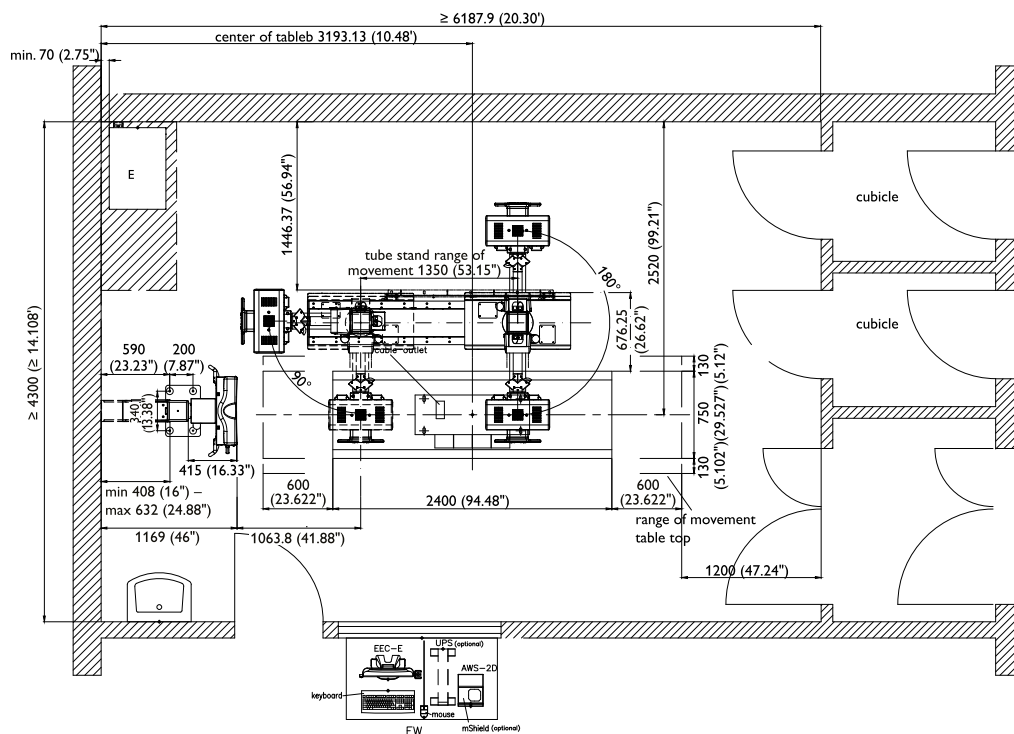 ≥ 6187.9 (20.30')
center of tableb 3193.13 (10.48')
min. 70 (2.75")
E
cubicle
1446.37 (56.94")
2520 (99.21")
tube stand range of
movement 1350 (53.15")
180°
≥ 4300 (≥ 14.108')
cubicle
676.25
(26.62")
cuble outlet
590
(23.23")
200
(7.87")
90°
130
(5.12")
340
(13.38")
750
(29.527")
415 (16.33")
130
(5.102")
min 408 (16") –
max 632 (24.88")
600
(23.622")
2400 (94.48")
600
(23.622")
range of movement
table top
1169 (46")
1063.8 (41.88")
1200 (47.24")
EEC-E
UPS (optional)
AWS-2D
keyboard
mouse
mShield (optional)
EW